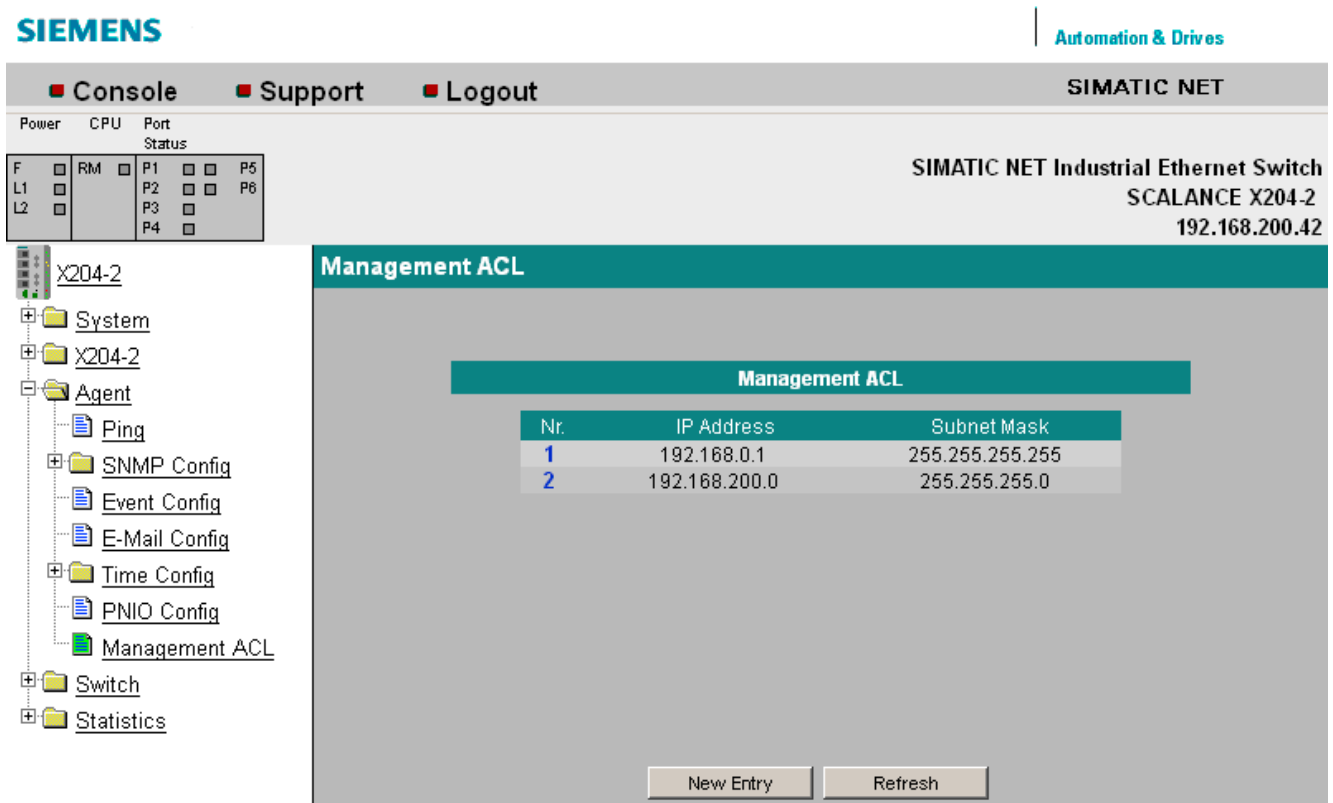 SIEMENS
Automation & Drives
Console Support Logout
SIMATIC NET
Power CPU Port
Status
F RM P1 P5
L1 P2 P6
L2 P3
P4
SIMATIC NET Industrial Ethernet Switch
SCALANCE X204-2
192.168.200.42
X204-2
System
X204-2
Agent
Ping
SNMP Config
Event Config
E-Mail Config
Time Config
PNIO Config
Management ACL
Switch
Statistics
Management ACL
Management ACL
Nr. IP Address Subnet Mask
1 192.168.0.1 255.255.255.255
2 192.168.200.0 255.255.255.0
New Entry Refresh